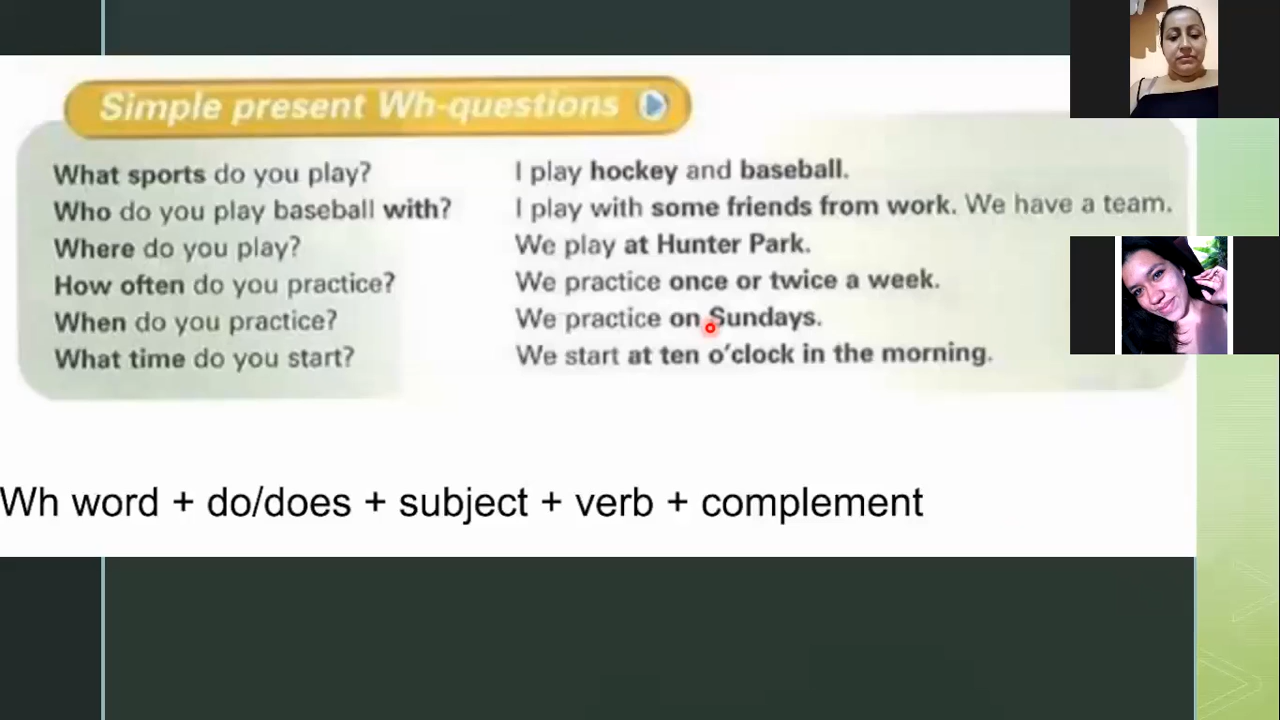 Simple present Wh-questions
What sports do you play? I play hockey and baseball.
Who do you play baseball with? I play with some friends from work. We have a team.
Where do you play? We play at Hunter Park.
How often do you practice? We practice once or twice a week.
When do you practice? We practice on Sundays.
What time do you start? We start at ten o'clock in the morning.
Wh word + do/does + subject + verb + complement